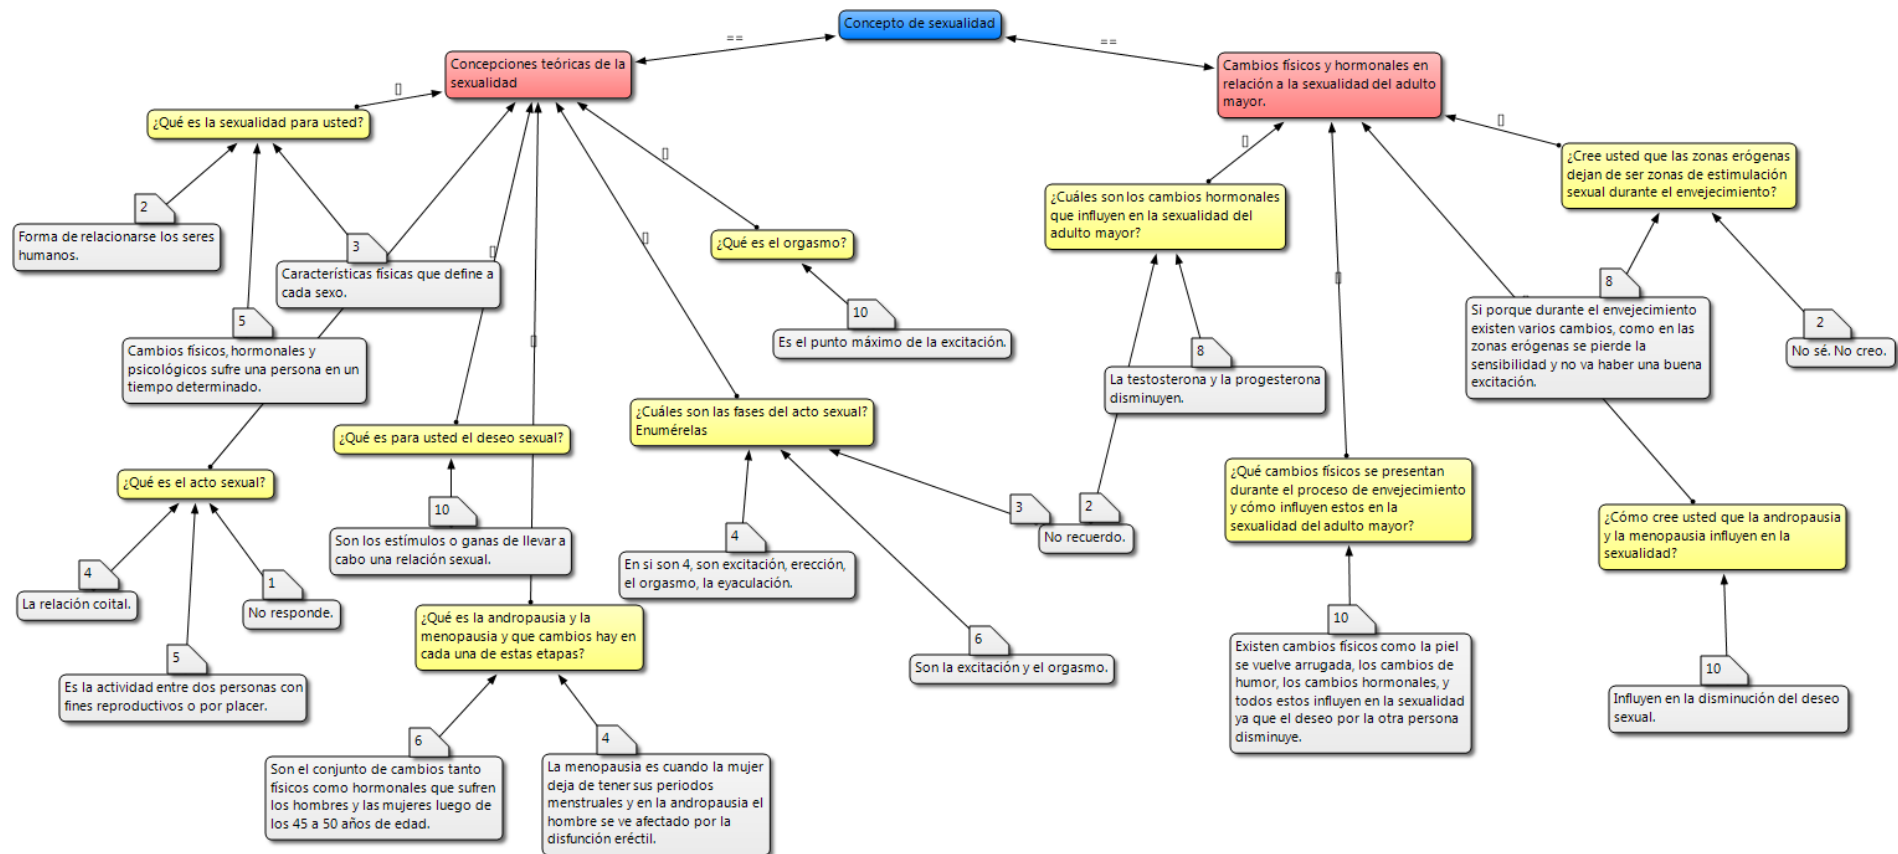 Concepto de sexualidad
==
==
Concepciones teóricas de la
sexualidad
Cambios físicos y hormonales en
relación a la sexualidad del adulto
mayor.
[]
[]
[]
[]
[]
[]
[]
[]
[]
¿Qué es la sexualidad para usted?
2
Forma de relacionarse los seres
humanos.
5
Cambios físicos, hormonales y
psicológicos sufre una persona en un
tiempo determinado.
3
Características físicas que define a
cada sexo.
¿Qué es el acto sexual?
4
La relación coital.
5
Es la actividad entre dos personas con
fines reproductivos o por placer.
1
No responde.
¿Qué es para usted el deseo sexual?
10
Son los estímulos o ganas de llevar a
cabo una relación sexual.
¿Qué es la andropausia y la
menopausia y que cambios hay en
cada una de estas etapas?
6
Son el conjunto de cambios tanto
físicos como hormonales que sufren
los hombres y las mujeres luego de
los 45 a 50 años de edad.
4
La menopausia es cuando la mujer
deja de tener sus periodos
menstruales y en la andropausia el
hombre se ve afectado por la
disfunción eréctil.
¿Cuáles son las fases del acto sexual?
Enumérelas
4
En si son 4, son excitación, erección,
el orgasmo, la eyaculación.
6
Son la excitación y el orgasmo.
3
2
No recuerdo.
¿Qué es el orgasmo?
10
Es el punto máximo de la excitación.
¿Cuáles son los cambios hormonales
que influyen en la sexualidad del
adulto mayor?
8
La testosterona y la progesterona
disminuyen.
¿Qué cambios físicos se presentan
durante el proceso de envejecimiento
y cómo influyen estos en la
sexualidad del adulto mayor?
10
Existen cambios físicos como la piel
se vuelve arrugada, los cambios de
humor, los cambios hormonales, y
todos estos influyen en la sexualidad
ya que el deseo por la otra persona
disminuye.
¿Cree usted que las zonas erógenas
dejan de ser zonas de estimulación
sexual durante el envejecimiento?
8
Si porque durante el envejecimiento
existen varios cambios, como en las
zonas erógenas se pierde la
sensibilidad y no va haber una buena
excitación.
2
No sé. No creo.
¿Cómo cree usted que la andropausia
y la menopausia influyen en la
sexualidad?
10
Influyen en la disminución del deseo
sexual.